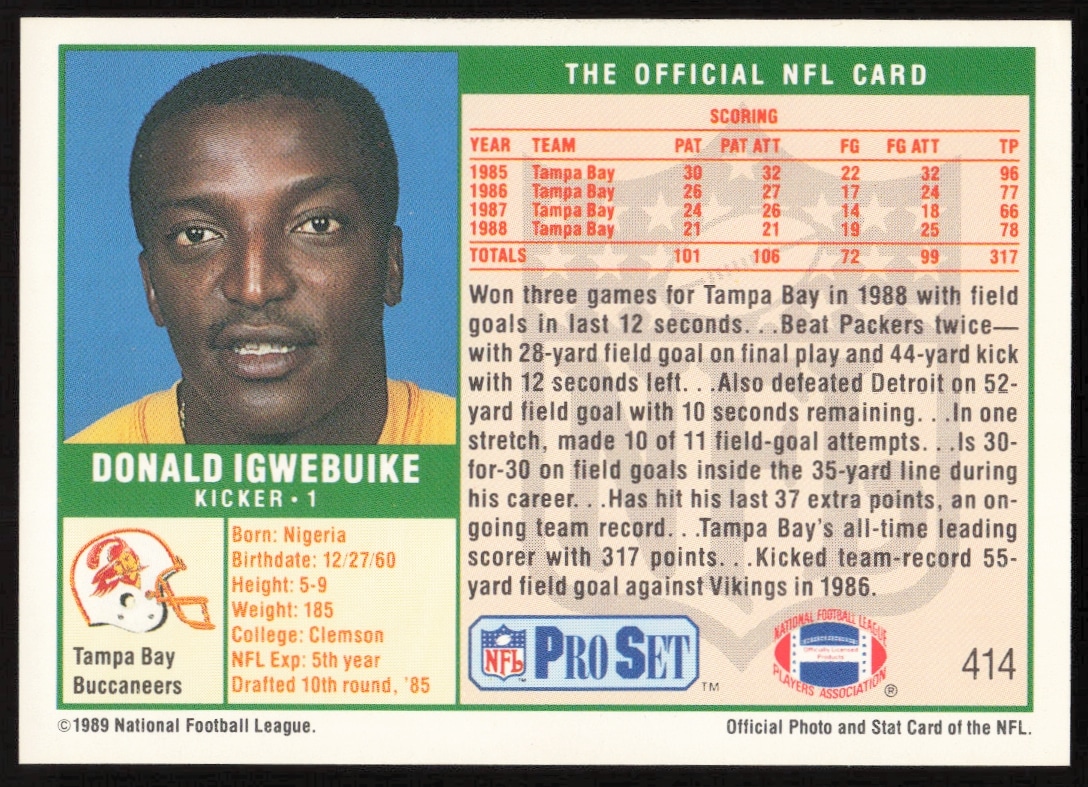 THE OFFICIAL NFL CARD
SCORING
YEAR TEAM PAT PAT ATT FG FG ATT TP
1985 Tampa Bay 30 32 22 32 96
1986 Tampa Bay 26 27 17 24 77
1987 Tampa Bay 24 26 14 18 66
1988 Tampa Bay 21 21 19 25 78
TOTALS 101 106 72 99 317
Won three games for Tampa Bay in 1988 with field
goals in last 12 seconds. . .Beat Packers twice—
with 28-yard field goal on final play and 44-yard kick
with 12 seconds left. . .Also defeated Detroit on 52-
yard field goal with 10 seconds remaining. . .In one
stretch, made 10 of 11 field-goal attempts. . .Is 30-
for-30 on field goals inside the 35-yard line during
his career. . .Has hit his last 37 extra points, an on-
going team record. . .Tampa Bay's all-time leading
scorer with 317 points. . .Kicked team-record 55-
yard field goal against Vikings in 1986.
DONALD IGWEBUIKE
KICKER • 1
Born: Nigeria
Birthdate: 12/27/60
Height: 5-9
Weight: 185
College: Clemson
NFL Exp: 5th year
Drafted 10th round, '85
Tampa Bay
Buccaneers
NFL PRO SET TM
NATIONAL FOOTBALL LEAGUE
Officially Licensed
Products
PLAYERS ASSOCIATION ®
414
©1989 National Football League.
Official Photo and Stat Card of the NFL.